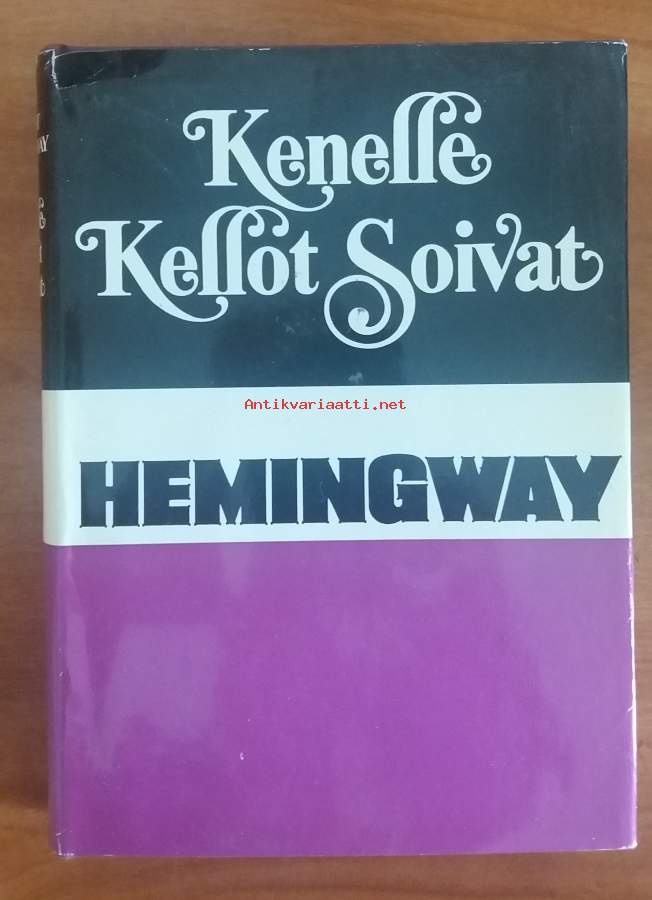 Kenelle
Kellot Soivat
Antikvariaatti.net
HEMINGWAY